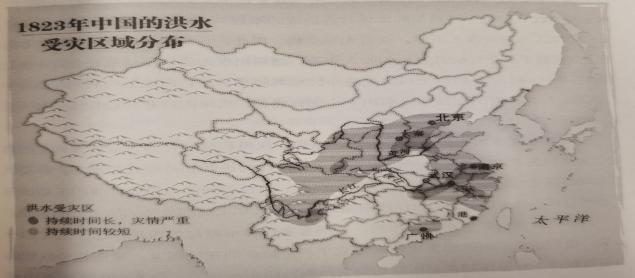 1823年中国的洪水
受灾区域分布
北京
武汉
南京
广州
太平洋
洪水受灾区
持续时间长，灾情严重
持续时间较短